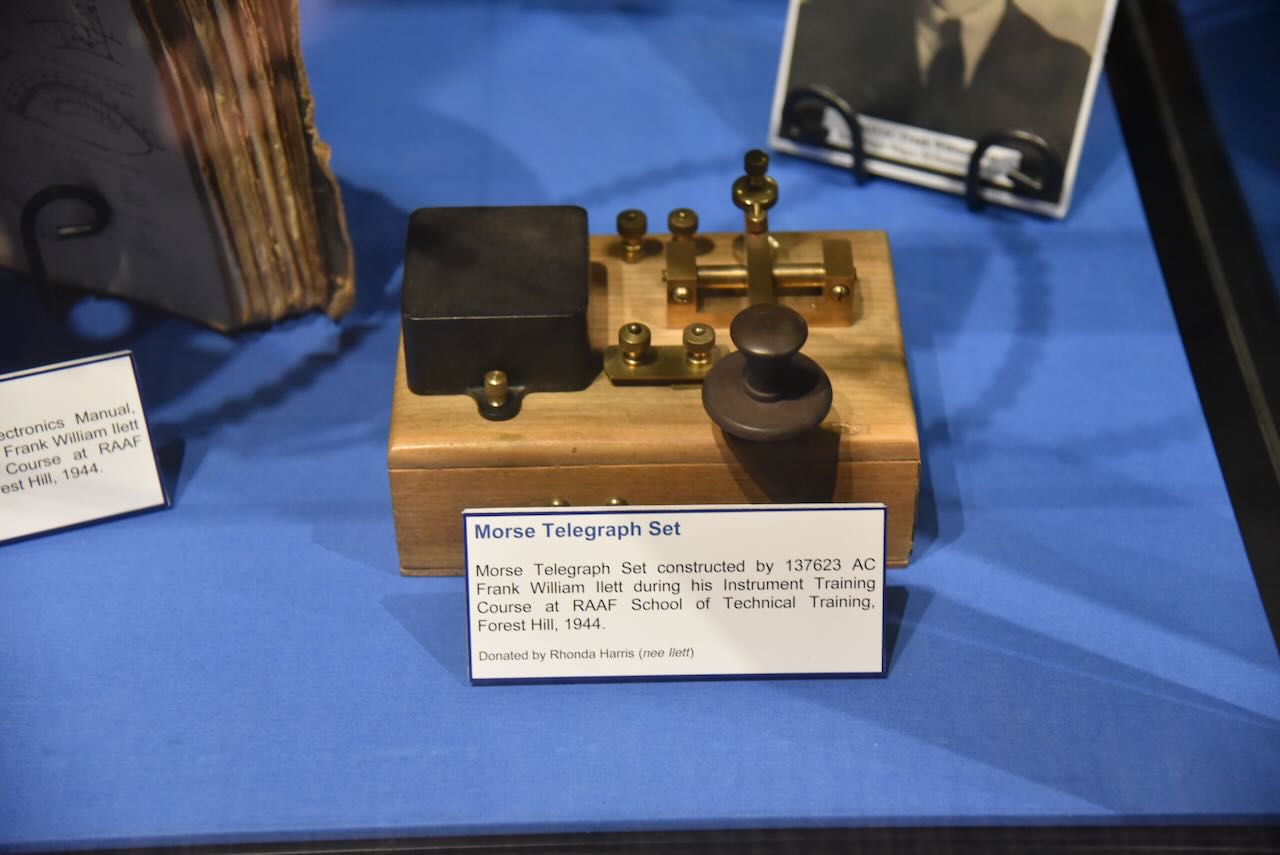 ectronics Manual,
Frank William Ilett
Course at RAAF
est Hill, 1944.
Morse Telegraph Set
Morse Telegraph Set constructed by 137623 AC
Frank William Ilett during his Instrument Training
Course at RAAF School of Technical Training,
Forest Hill, 1944.
Donated by Rhonda Harris (nee Ilett)